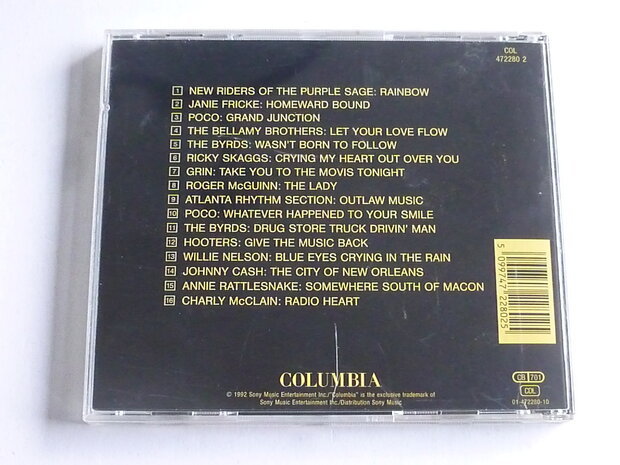 COL
472280 2
1 NEW RIDERS OF THE PURPLE SAGE: RAINBOW
2 JANIE FRICKE: HOMEWARD BOUND
3 POCO: GRAND JUNCTION
4 THE BELLAMY BROTHERS: LET YOUR LOVE FLOW
5 THE BYRDS: WASN'T BORN TO FOLLOW
6 RICKY SKAGGS: CRYING MY HEART OUT OVER YOU
7 GRIN: TAKE YOU TO THE MOVIS TONIGHT
8 ROGER McGUINN: THE LADY
9 ATLANTA RHYTHM SECTION: OUTLAW MUSIC
10 POCO: WHATEVER HAPPENED TO YOUR SMILE
11 THE BYRDS: DRUG STORE TRUCK DRIVIN' MAN
12 HOOTERS: GIVE THE MUSIC BACK
13 WILLIE NELSON: BLUE EYES CRYING IN THE RAIN
14 JOHNNY CASH: THE CITY OF NEW ORLEANS
15 ANNIE RATTLESNAKE: SOMEWHERE SOUTH OF MACON
16 CHARLY McCLAIN: RADIO HEART
5 099747 228025
COLUMBIA
© 1992 Sony Music Entertainment Inc./"Columbia" is the exclusive trademark of
Sony Music Entertainment Inc./Distribution Sony Music
CB 781
COL
01-472280-10